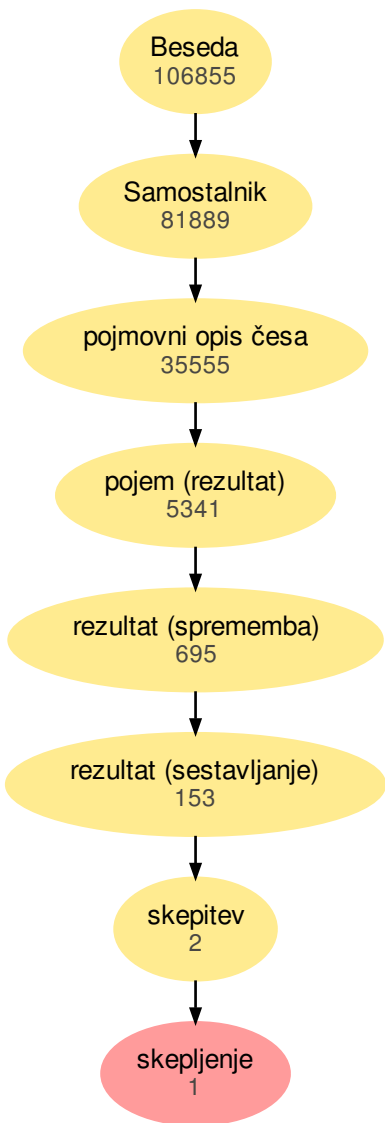 Beseda
106855
Samostalnik
81889
pojmovni opis česa
35555
pojem (rezultat)
5341
rezultat (sprememba)
695
rezultat (sestavljanje)
153
skepitev
2
skepljenje
1